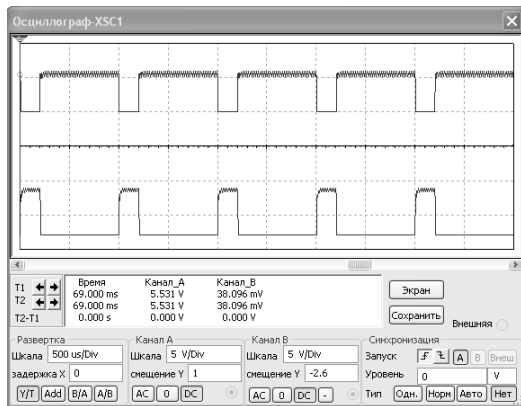 Осциллограф-XSC1
T1
T2
T2-T1
Время Канал_A Канал_B
69.000 ms 5.531 V 38.096 mV
69.000 ms 5.531 V 38.096 mV
0.000 s 0.000 V 0.000 V
Экран
Сохранить
Внешняя
Развертка
Шкала 500 us/Div
задержка X 0
Y/T Add B/A A/B
Канал A
Шкала 5 V/Div
смещение Y 1
AC 0 DC
Канал B
Шкала 5 V/Div
смещение Y -2.6
AC 0 DC -
Синхронизация
Запуск A B Внеш
Уровень 0 V
Тип Одн. Норм Авто Нет